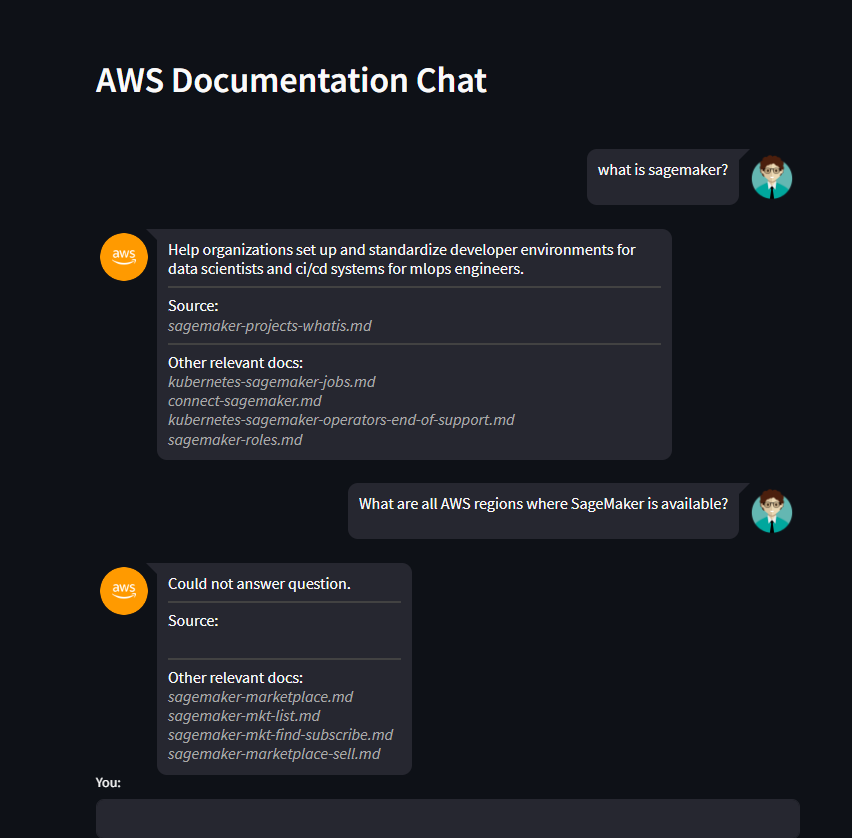 AWS Documentation Chat
what is sagemaker?
aws
Help organizations set up and standardize developer environments for
data scientists and ci/cd systems for mlops engineers.
Source:
sagemaker-projects-whatis.md
Other relevant docs:
kubernetes-sagemaker-jobs.md
connect-sagemaker.md
kubernetes-sagemaker-operators-end-of-support.md
sagemaker-roles.md
What are all AWS regions where SageMaker is available?
aws
Could not answer question.
Source:
Other relevant docs:
sagemaker-marketplace.md
sagemaker-mkt-list.md
sagemaker-mkt-find-subscribe.md
sagemaker-marketplace-sell.md
You: